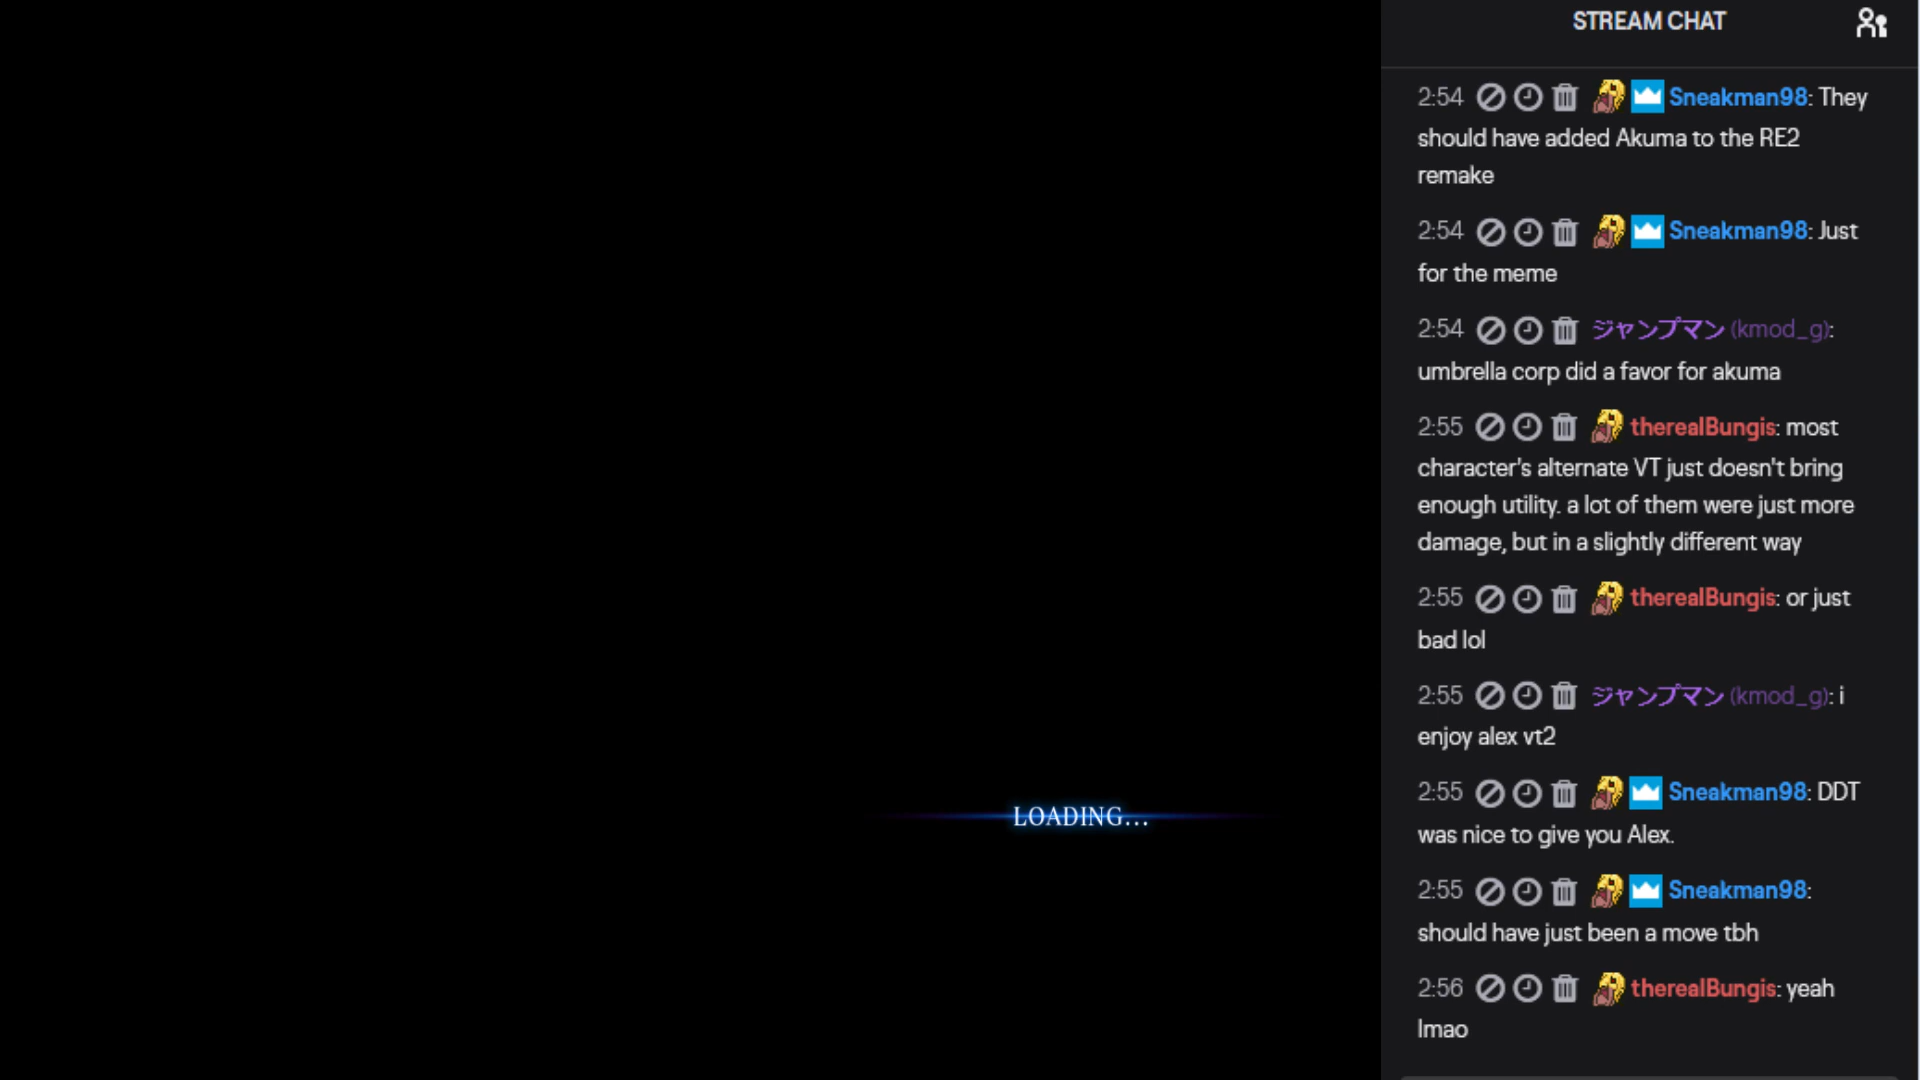 LOADING...
STREAM CHAT
2:54 Sneakman98: They
should have added Akuma to the RE2
remake
2:54 Sneakman98: Just
for the meme
2:54 ジャンプマン (kmod_g):
umbrella corp did a favor for akuma
2:55 therealBungis: most
character's alternate VT just doesn't bring
enough utility. a lot of them were just more
damage, but in a slightly different way
2:55 therealBungis: or just
bad lol
2:55 ジャンプマン (kmod_g): i
enjoy alex vt2
2:55 Sneakman98: DDT
was nice to give you Alex.
2:55 Sneakman98:
should have just been a move tbh
2:56 therealBungis: yeah
lmao